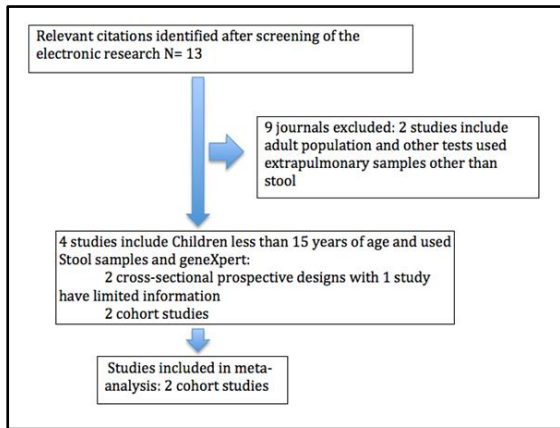 Relevant citations identified after screening of the
electronic research N= 13
9 journals excluded: 2 studies include
adult population and other tests used
extrapulmonary samples other than
stool
4 studies include Children less than 15 years of age and used
Stool samples and geneXpert:
2 cross-sectional prospective designs with 1 study
have limited information
2 cohort studies
Studies included in meta-
analysis: 2 cohort studies